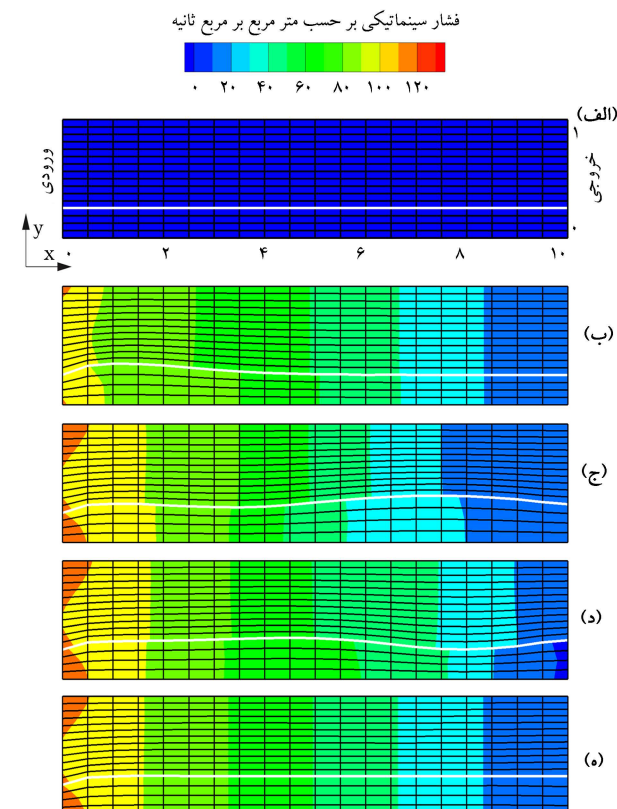 فشار سینماتیکی بر حسب متر مربع بر مربع ثانیه
۰ ۲۰ ۴۰ ۶۰ ۸۰ ۱۰۰ ۱۲۰
(الف)
ورودی
خروجی
۱
۰
y
x
۰ ۲ ۴ ۶ ۸ ۱۰
(ب)
(ج)
(د)
(ه)